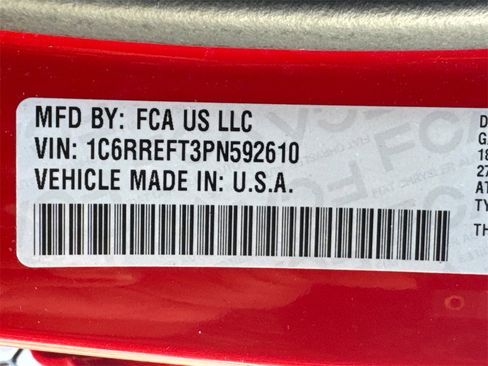 MFD BY: FCA US LLC
VIN: 1C6RREFT3PN592610
VEHICLE MADE IN: U.S.A.